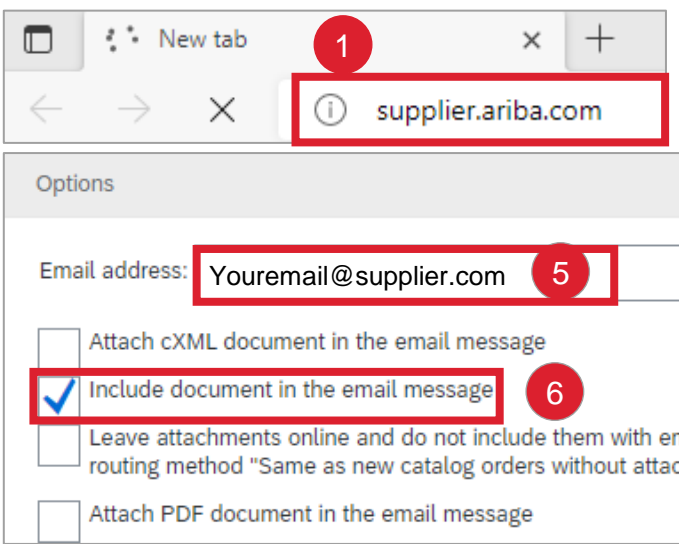 New tab
1
supplier.ariba.com
Options
Email address: Youremail@supplier.com 5
Attach cXML document in the email message
Include document in the email message 6
Leave attachments online and do not include them with
routing method "Same as new catalog orders without
Attach PDF document in the email message